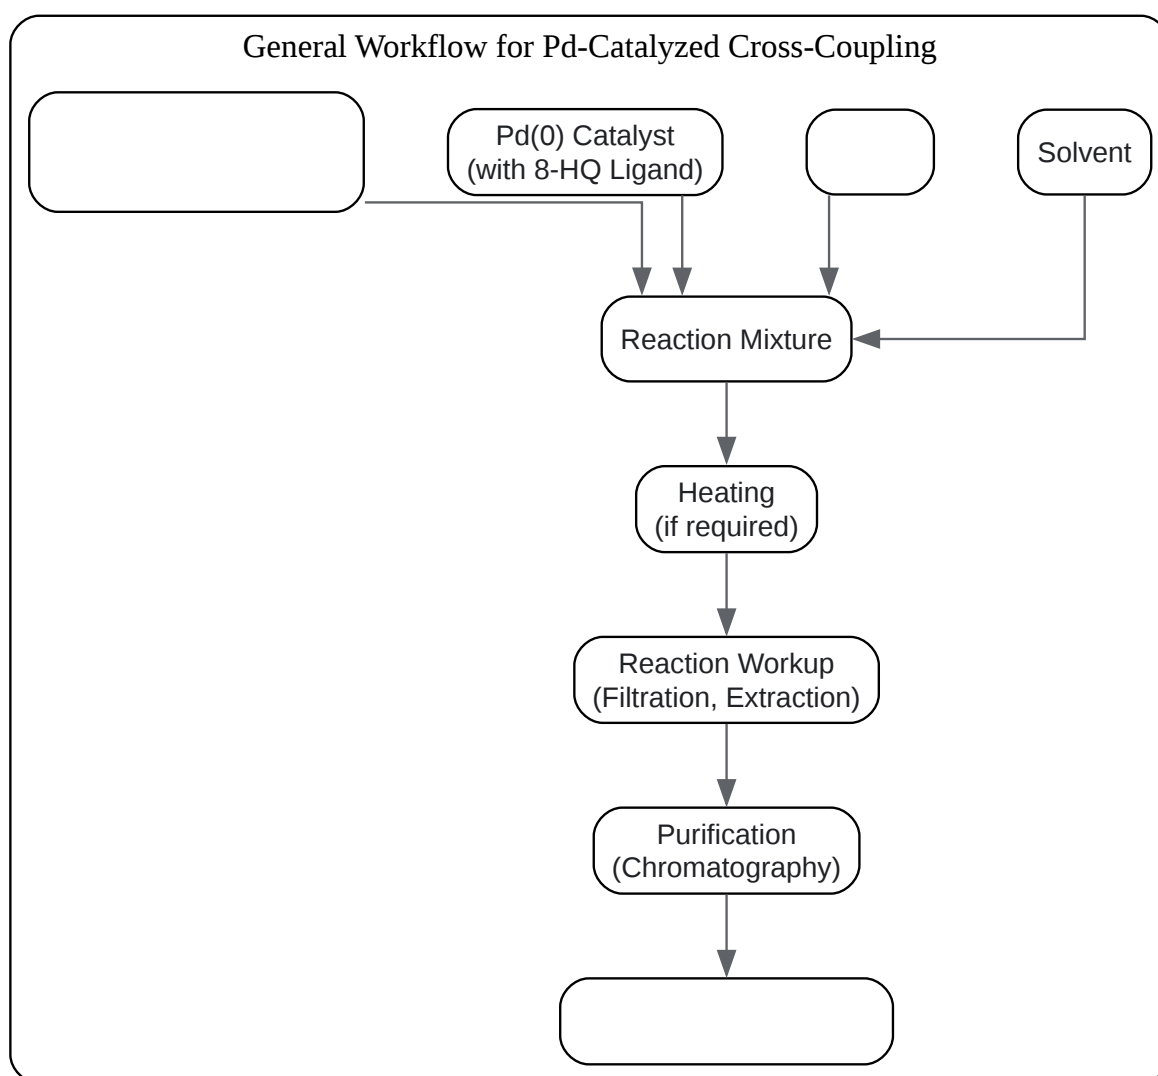 General Workflow for Pd-Catalyzed Cross-Coupling
Pd(0) Catalyst
(with 8-HQ Ligand)
Solvent
Reaction Mixture
Heating
(if required)
Reaction Workup
(Filtration, Extraction)
Purification
(Chromatography)